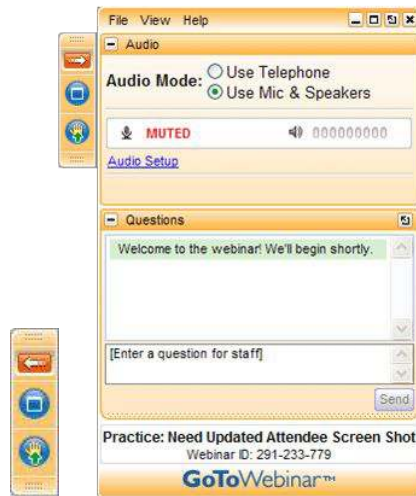 File View Help
Audio
Audio Mode: Use Telephone
Use Mic & Speakers
MUTED 000000000
Audio Setup
Questions
Welcome to the webinar! We'll begin shortly.
[Enter a question for staff]
Send
Practice: Need Updated Attendee Screen Shot
Webinar ID: 291-233-779
GoToWebinar™